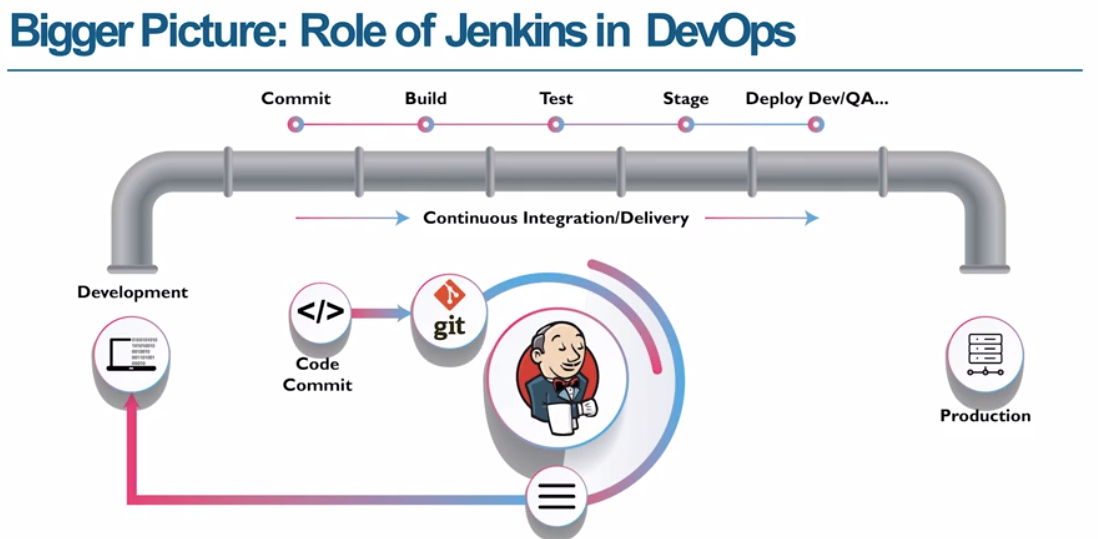 Bigger Picture: Role of Jenkins in DevOps
Commit
Build
Test
Stage
Deploy Dev/QA...
Continuous Integration/Delivery
Development
</>
git
Code
Commit
Production